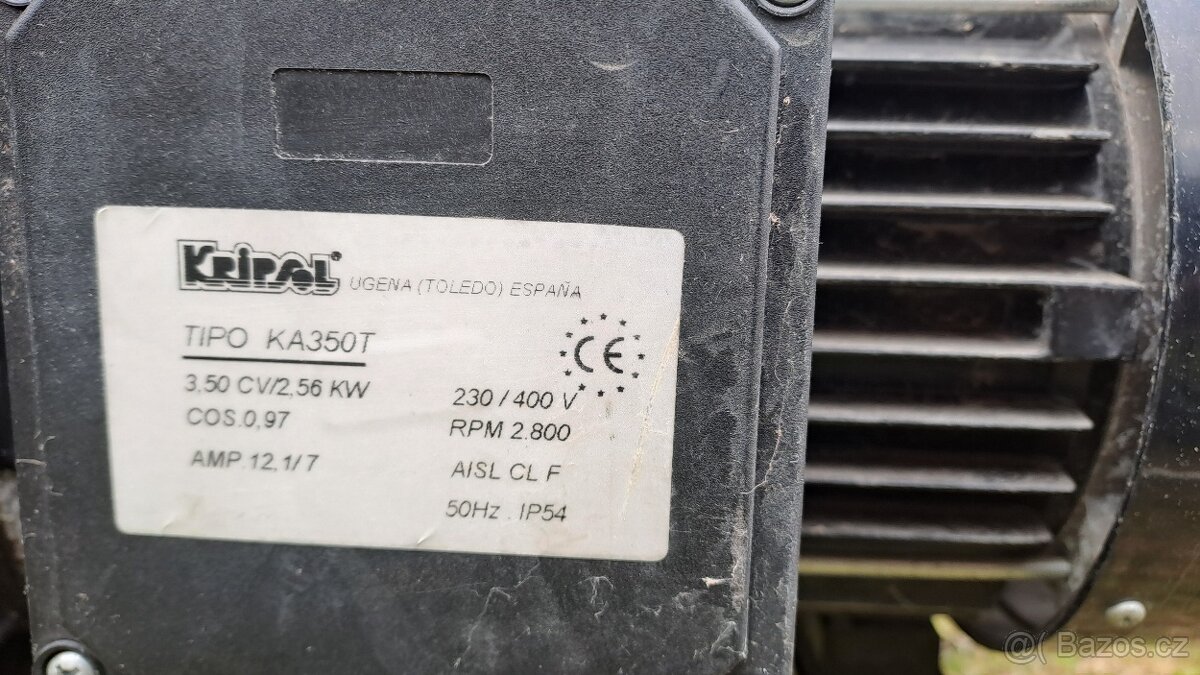 KRIPSOL® UGENA (TOLEDO) ESPAÑA
TIPO KA350T
CE
3,50 CV/2,56 KW 230 / 400 V
COS.0,97 RPM 2.800
AMP.12,1/7 AISL CL F
50Hz . IP54
Bazos.cz